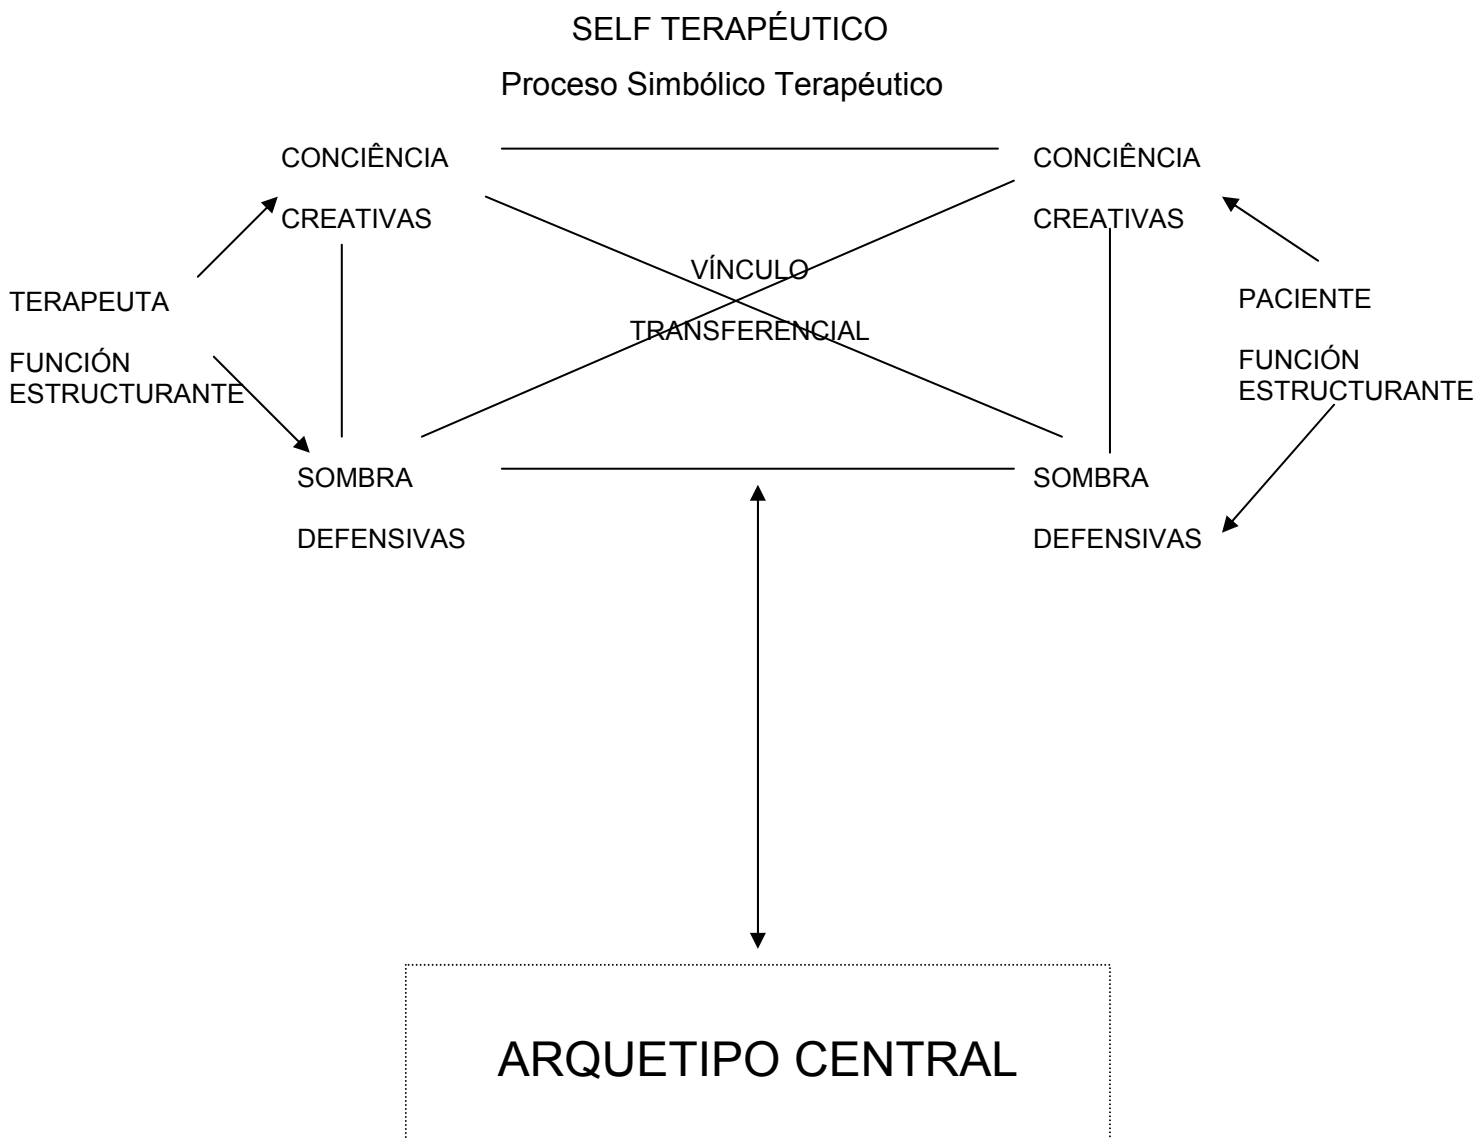 SELF TERAPÉUTICO
Proceso Simbólico Terapéutico
CONCIÊNCIA
CREATIVAS
CONCIÊNCIA
CREATIVAS
VÍNCULO
TRANSFERENCIAL
TERAPEUTA
FUNCIÓN
ESTRUCTURANTE
PACIENTE
FUNCIÓN
ESTRUCTURANTE
SOMBRA
DEFENSIVAS
SOMBRA
DEFENSIVAS
ARQUETIPO CENTRAL